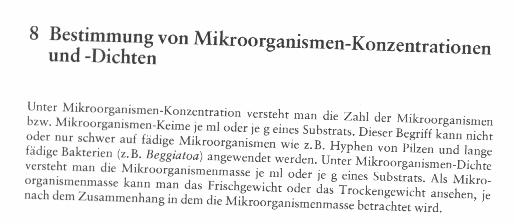 8 Bestimmung von Mikroorganismen-Konzentrationen
und -Dichten
Unter Mikroorganismen-Konzentration versteht man die Zahl der Mikroorganismen
bzw. Mikroorganismen-Keime je ml oder je g eines Substrats. Dieser Begriff kann nicht
oder nur schwer auf fädige Mikroorganismen wie z.B. Hyphen von Pilzen und lange
fädige Bakterien (z.B. Beggiatoa) angewendet werden. Unter Mikroorganismen-Dichte
versteht man die Mikroorganismenmasse je ml oder je g eines Substrats. Als Mikro-
organismenmasse kann man das Frischgewicht oder das Trockengewicht ansehen, je
nach dem Zusammenhang in dem die Mikroorganismenmasse betrachtet wird.